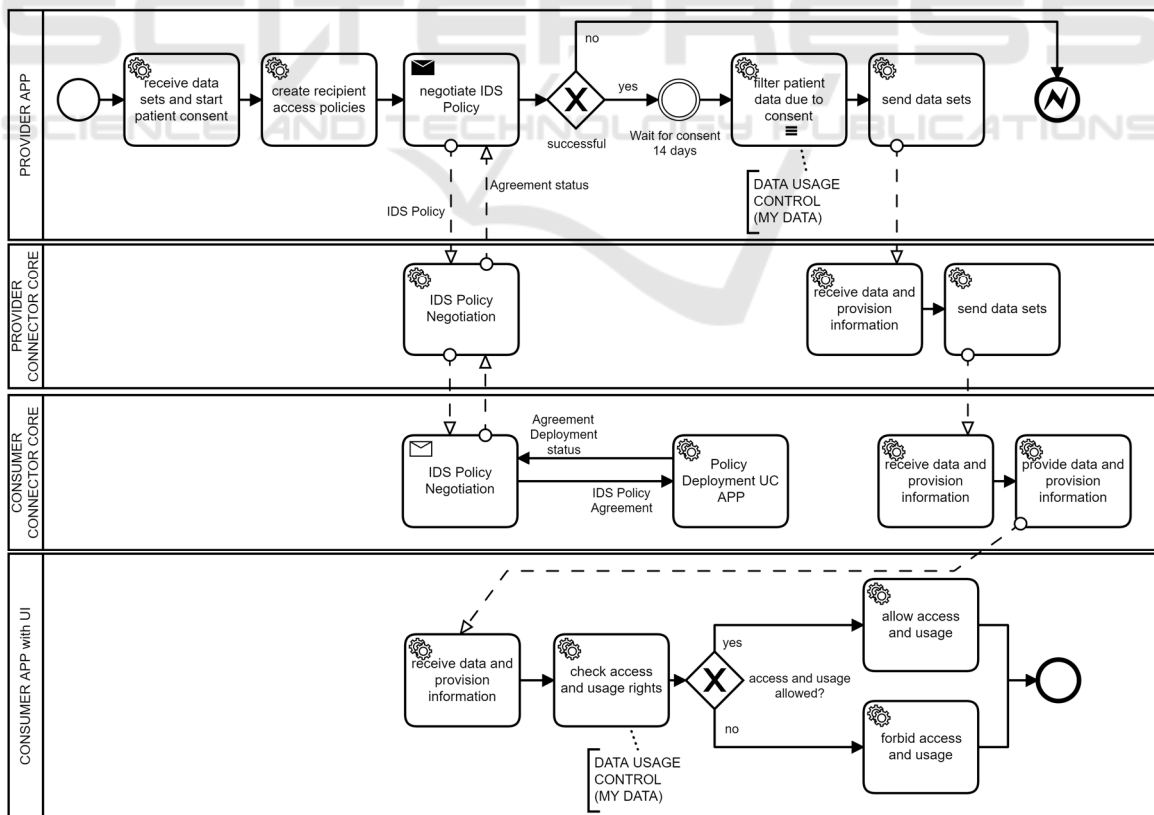 SCITEPRESS
SCIENCE AND TECHNOLOGY PUBLICATIONS
PROVIDER APP
receive data
sets and start
patient consent
create recipient
access policies
negotiate IDS
Policy
no
yes
successful
Wait for consent
14 days
filter patient
data due to
consent
send data sets
DATA USAGE
CONTROL
(MY DATA)
IDS Policy
Agreement status
PROVIDER
CONNECTOR CORE
IDS Policy
Negotiation
receive data and
provision
information
send data sets
CONSUMER
CONNECTOR CORE
IDS Policy
Negotiation
Agreement
Deployment
status
IDS Policy
Agreement
Policy
Deployment UC
APP
receive data and
provision
information
provide data and
provision
information
CONSUMER APP with UI
receive data and
provision
information
check access
and usage rights
DATA USAGE
CONTROL
(MY DATA)
yes
access and usage
allowed?
no
allow access
and usage
forbid access
and usage